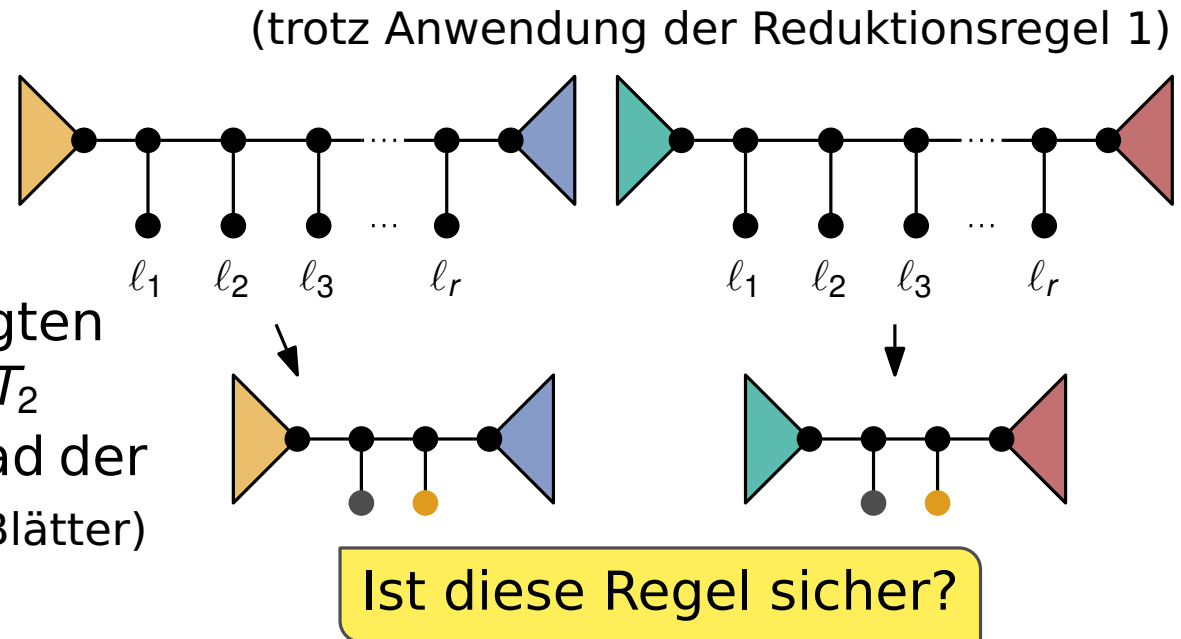 (trotz Anwendung der Reduktionsregel 1)
··· ···
··· ···
ℓ1 ℓ2 ℓ3 ℓr ℓ1 ℓ2 ℓ3 ℓr
gten
T2
ad der
Blätter)
Ist diese Regel sicher?